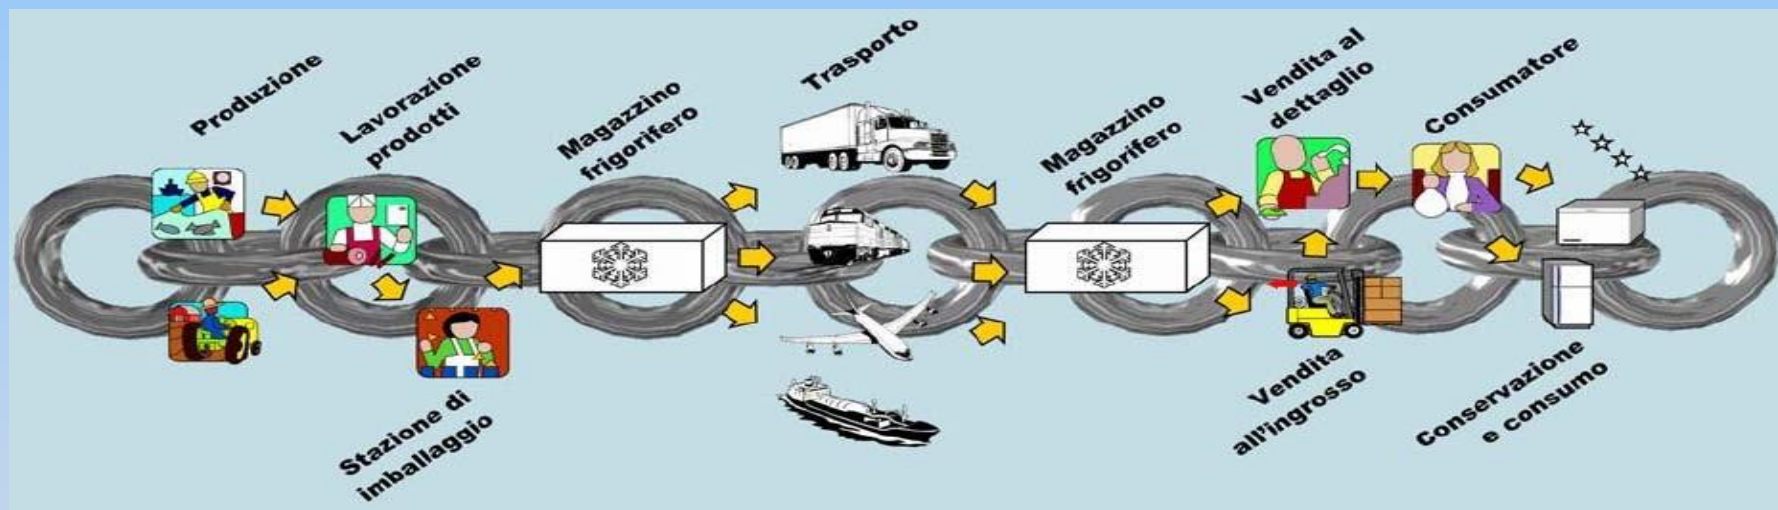 Produzione
Lavorazione
prodotti
Stazione di
imballaggio
Magazzino
frigorifero
Trasporto
Magazzino
frigorifero
Vendita al
dettaglio
Vendita
all'ingrosso
Consumatore
Conservazione
e consumo